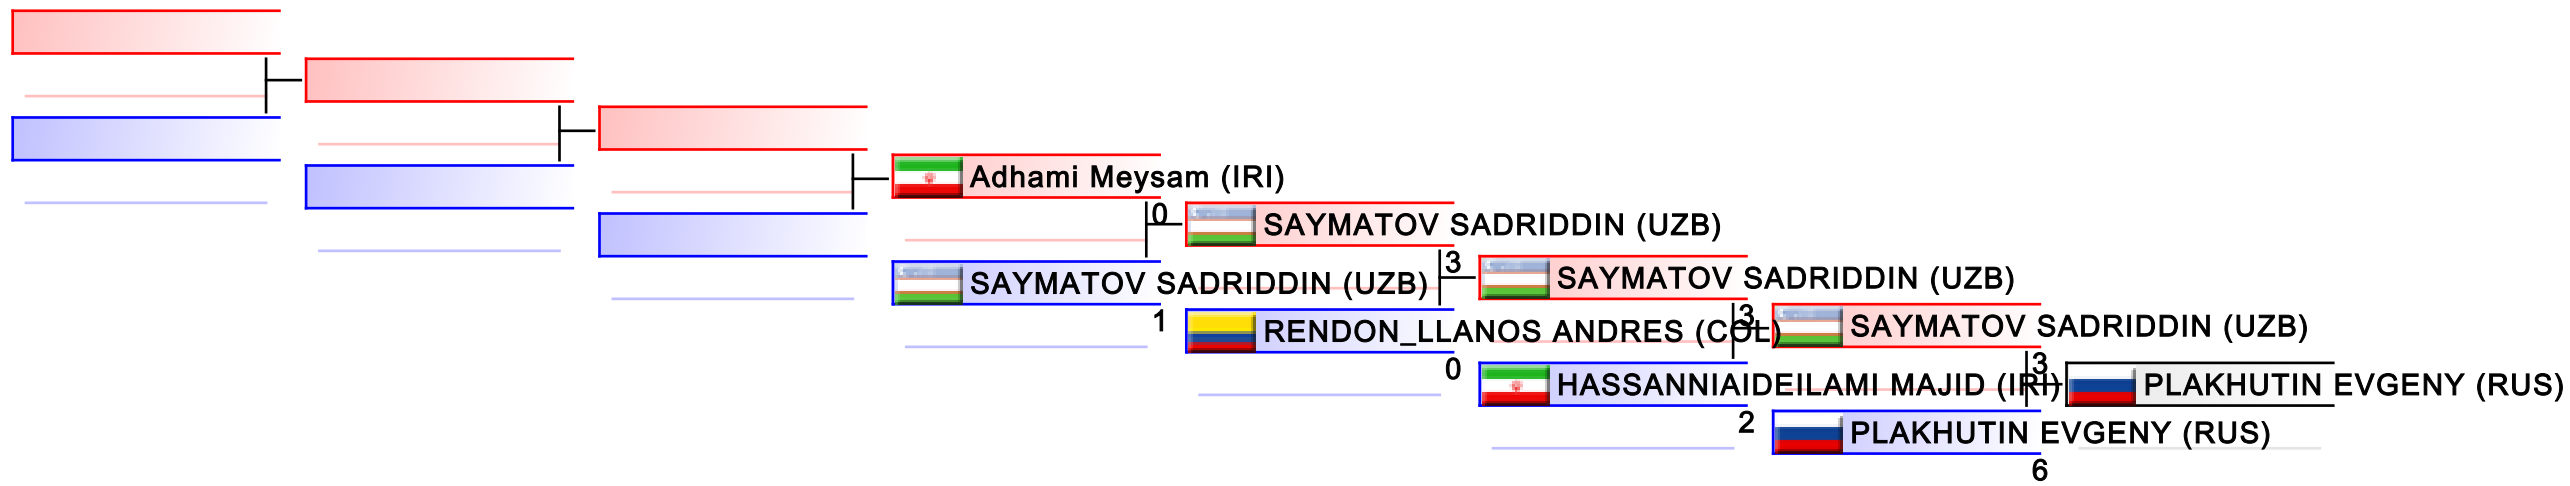 Adhami Meysam (IRI)
0
SAYMATOV SADRIDDIN (UZB)
1
SAYMATOV SADRIDDIN (UZB)
3
RENDON_LLANOS ANDRES (COL)
0
SAYMATOV SADRIDDIN (UZB)
3
HASSANNIAIDEILAMI MAJID (IRI)
2
SAYMATOV SADRIDDIN (UZB)
3
PLAKHUTIN EVGENY (RUS)
6
PLAKHUTIN EVGENY (RUS)